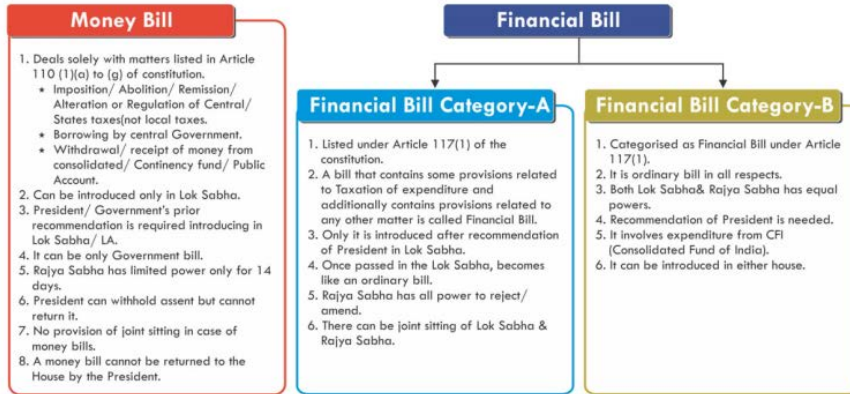 Money Bill
1. Deals solely with matters listed in Article
110 (1)(a) to (g) of constitution.
★ Imposition/ Abolition/ Remission/
Alteration or Regulation of Central/
States taxes(not local taxes.
★ Borrowing by central Government.
★ Withdrawal/ receipt of money from
consolidated/ Continency fund/ Public
Account.
2. Can be introduced only in Lok Sabha.
3. President/ Government's prior
recommendation is required introducing in
Lok Sabha/ LA.
4. It can be only Government bill.
5. Rajya Sabha has limited power only for 14
days.
6. President can withhold assent but cannot
return it.
7. No provision of joint sitting in case of
money bills.
8. A money bill cannot be returned to the
House by the President.
Financial Bill
Financial Bill Category-A
1. Listed under Article 117(1) of the
constitution.
2. A bill that contains some provisions related
to Taxation of expenditure and
additionally contains provisions related to
any other matter is called Financial Bill.
3. Only it is introduced after recommendation
of President in Lok Sabha.
4. Once passed in the Lok Sabha, becomes
like an ordinary bill.
5. Rajya Sabha has all power to reject/
amend.
6. There can be joint sitting of Lok Sabha &
Rajya Sabha.
Financial Bill Category-B
1. Categorised as Financial Bill under Article
117(1).
2. It is ordinary bill in all respects.
3. Both Lok Sabha& Rajya Sabha has equal
powers.
4. Recommendation of President is needed.
5. It involves expenditure from CFI
(Consolidated Fund of India).
6. It can be introduced in either house.